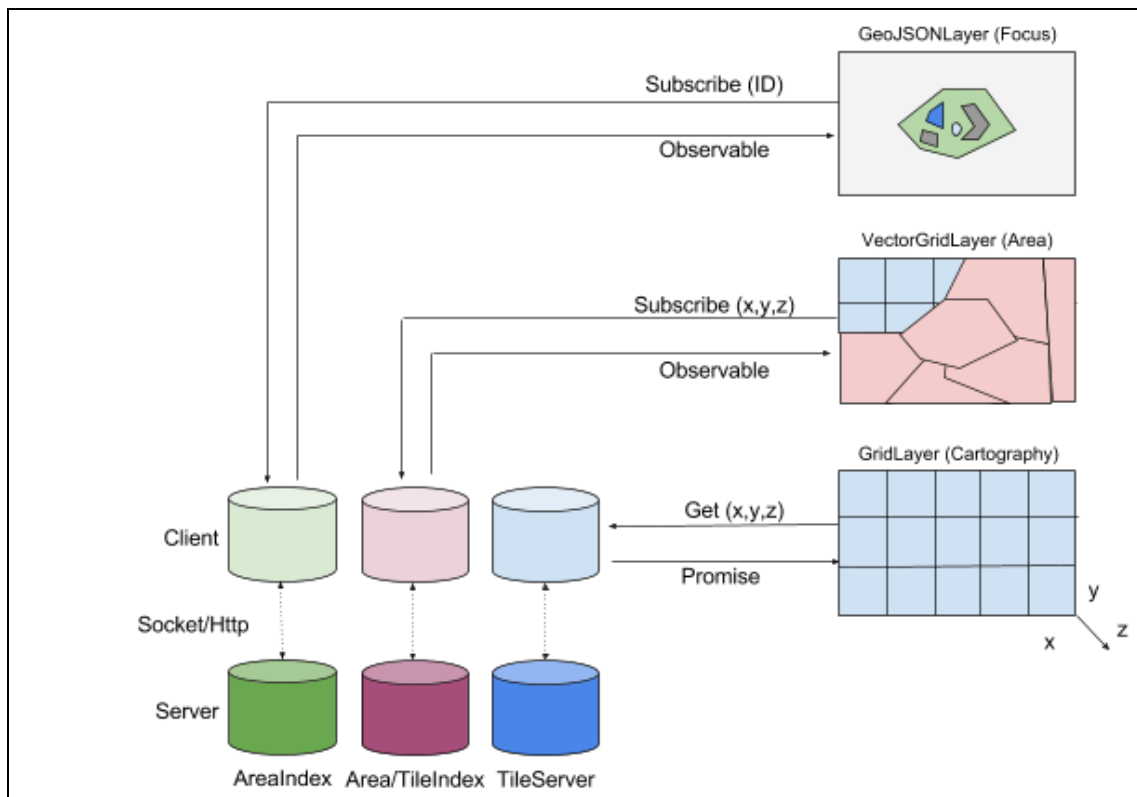 GeoJSONLayer (Focus)
Subscribe (ID)
Observable
VectorGridLayer (Area)
Subscribe (x,y,z)
Observable
GridLayer (Cartography)
Get (x,y,z)
Client
Promise
y
Socket/Http
x
z
Server
AreaIndex
Area/TileIndex
TileServer